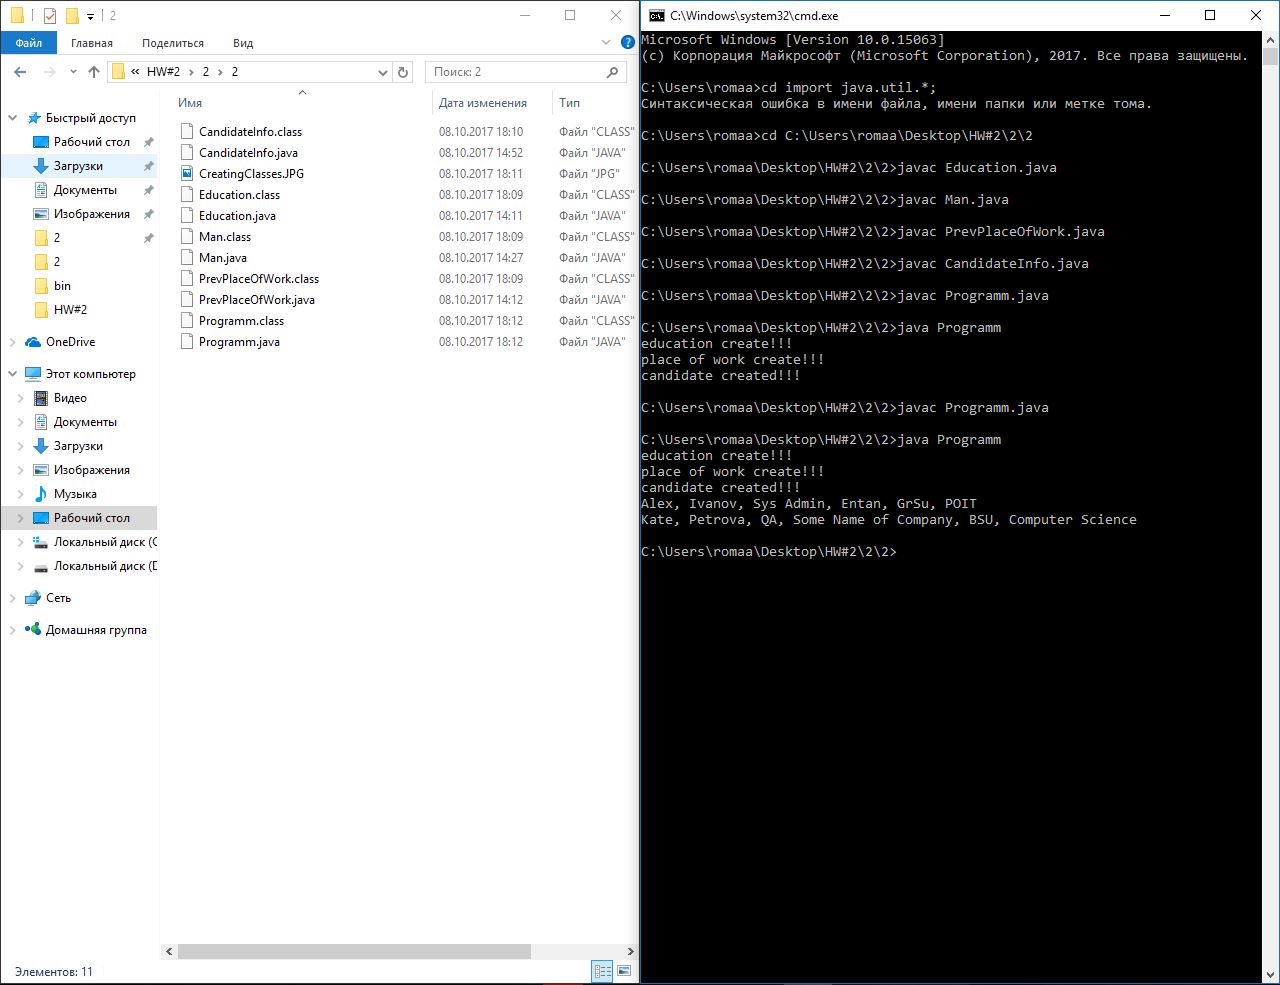 2
Файл Главная Поделиться Вид
« HW#2 > 2 > 2
Поиск: 2
Быстрый доступ
Рабочий стол
Загрузки
Документы
Изображения
2
2
bin
HW#2
OneDrive
Этот компьютер
Видео
Документы
Загрузки
Изображения
Музыка
Рабочий стол
Локальный диск (C
Локальный диск (D
Сеть
Домашняя группа
Имя Дата изменения Тип
CandidateInfo.class 08.10.2017 18:10 Файл "CLASS"
CandidateInfo.java 08.10.2017 14:52 Файл "JAVA"
CreatingClasses.JPG 08.10.2017 18:11 Файл "JPG"
Education.class 08.10.2017 18:09 Файл "CLASS"
Education.java 08.10.2017 14:11 Файл "JAVA"
Man.class 08.10.2017 18:09 Файл "CLASS"
Man.java 08.10.2017 14:27 Файл "JAVA"
PrevPlaceOfWork.class 08.10.2017 18:09 Файл "CLASS"
PrevPlaceOfWork.java 08.10.2017 14:12 Файл "JAVA"
Programm.class 08.10.2017 18:12 Файл "CLASS"
Programm.java 08.10.2017 18:12 Файл "JAVA"
Элементов: 11
C:\Windows\system32\cmd.exe
Microsoft Windows [Version 10.0.15063]
(c) Корпорация Майкрософт (Microsoft Corporation), 2017. Все права защищены.
C:\Users\romaa>cd import java.util.*;
Синтаксическая ошибка в имени файла, имени папки или метке тома.
C:\Users\romaa>cd C:\Users\romaa\Desktop\HW#2\2\2
C:\Users\romaa\Desktop\HW#2\2\2>javac Education.java
C:\Users\romaa\Desktop\HW#2\2\2>javac Man.java
C:\Users\romaa\Desktop\HW#2\2\2>javac PrevPlaceOfWork.java
C:\Users\romaa\Desktop\HW#2\2\2>javac CandidateInfo.java
C:\Users\romaa\Desktop\HW#2\2\2>javac Programm.java
C:\Users\romaa\Desktop\HW#2\2\2>java Programm
education create!!!
place of work create!!!
candidate created!!!
C:\Users\romaa\Desktop\HW#2\2\2>javac Programm.java
C:\Users\romaa\Desktop\HW#2\2\2>java Programm
education create!!!
place of work create!!!
candidate created!!!
Alex, Ivanov, Sys Admin, Entan, GrSu, POIT
Kate, Petrova, QA, Some Name of Company, BSU, Computer Science
C:\Users\romaa\Desktop\HW#2\2\2>